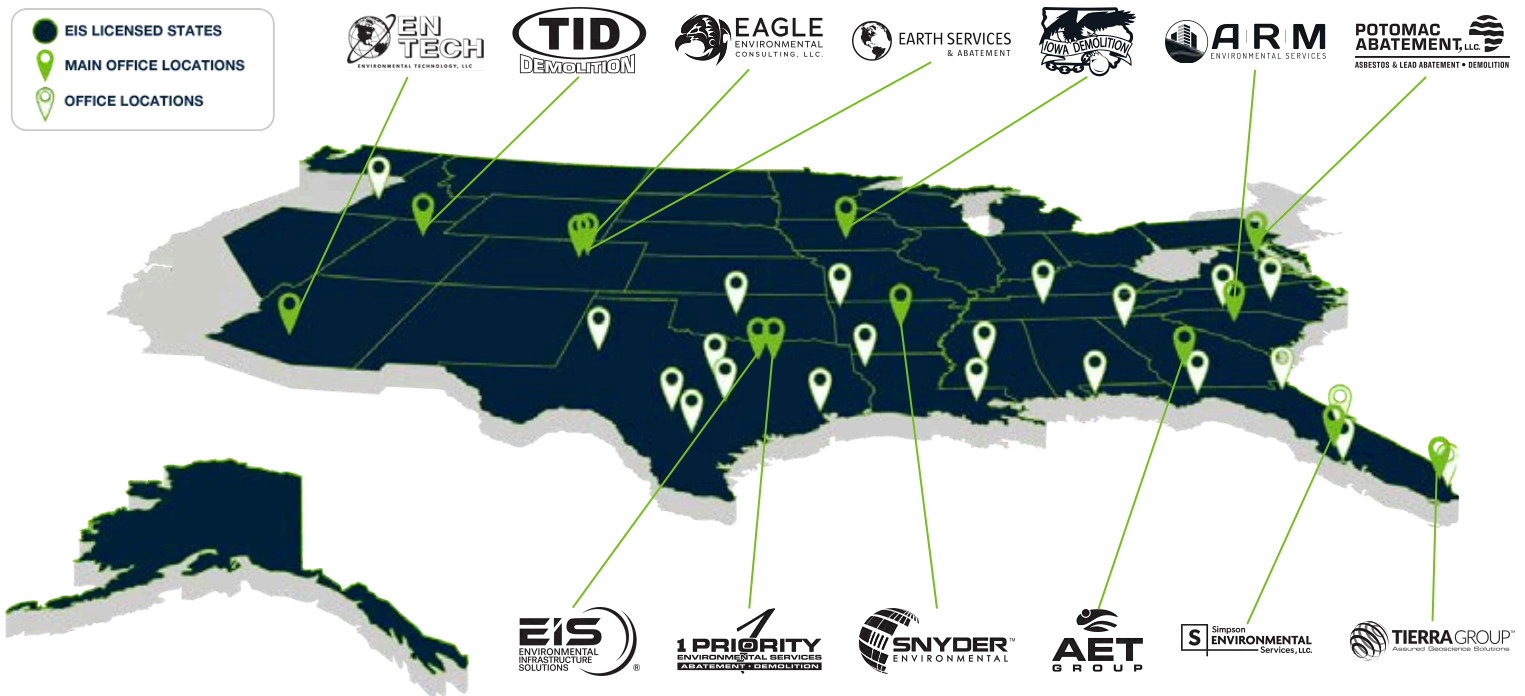 EIS LICENSED STATES
MAIN OFFICE LOCATIONS
OFFICE LOCATIONS
EN
TECH
ENVIRONMENTAL TECHNOLOGY, LLC
TID
DEMOLITION
EAGLE
ENVIRONMENTAL
CONSULTING, LLC.
EARTH SERVICES
& ABATEMENT
IOWA DEMOLITION
ARM
ENVIRONMENTAL SERVICES
POTOMAC
ABATEMENT, LLC.
ASBESTOS & LEAD ABATEMENT • DEMOLITION
EIS
ENVIRONMENTAL
INFRASTRUCTURE
SOLUTIONS ®
1 PRIORITY
ENVIRONMENTAL SERVICES
ABATEMENT • DEMOLITION
SNYDER™
ENVIRONMENTAL
AET
GROUP
S
Simpson
ENVIRONMENTAL
Services, LLC.
TIERRA GROUP™
Assured Geoscience Solutions